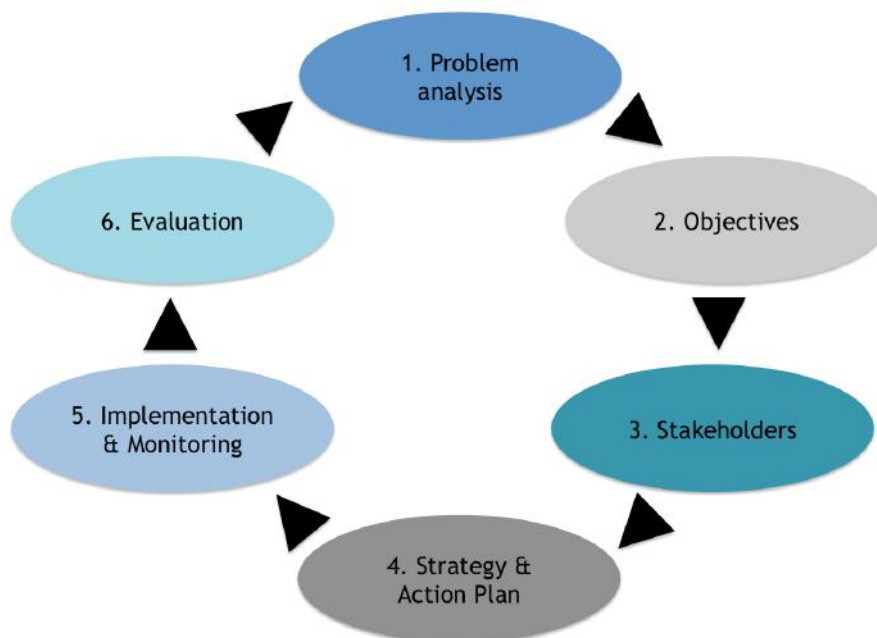 1. Problem
analysis
2. Objectives
3. Stakeholders
4. Strategy &
Action Plan
5. Implementation
& Monitoring
6. Evaluation